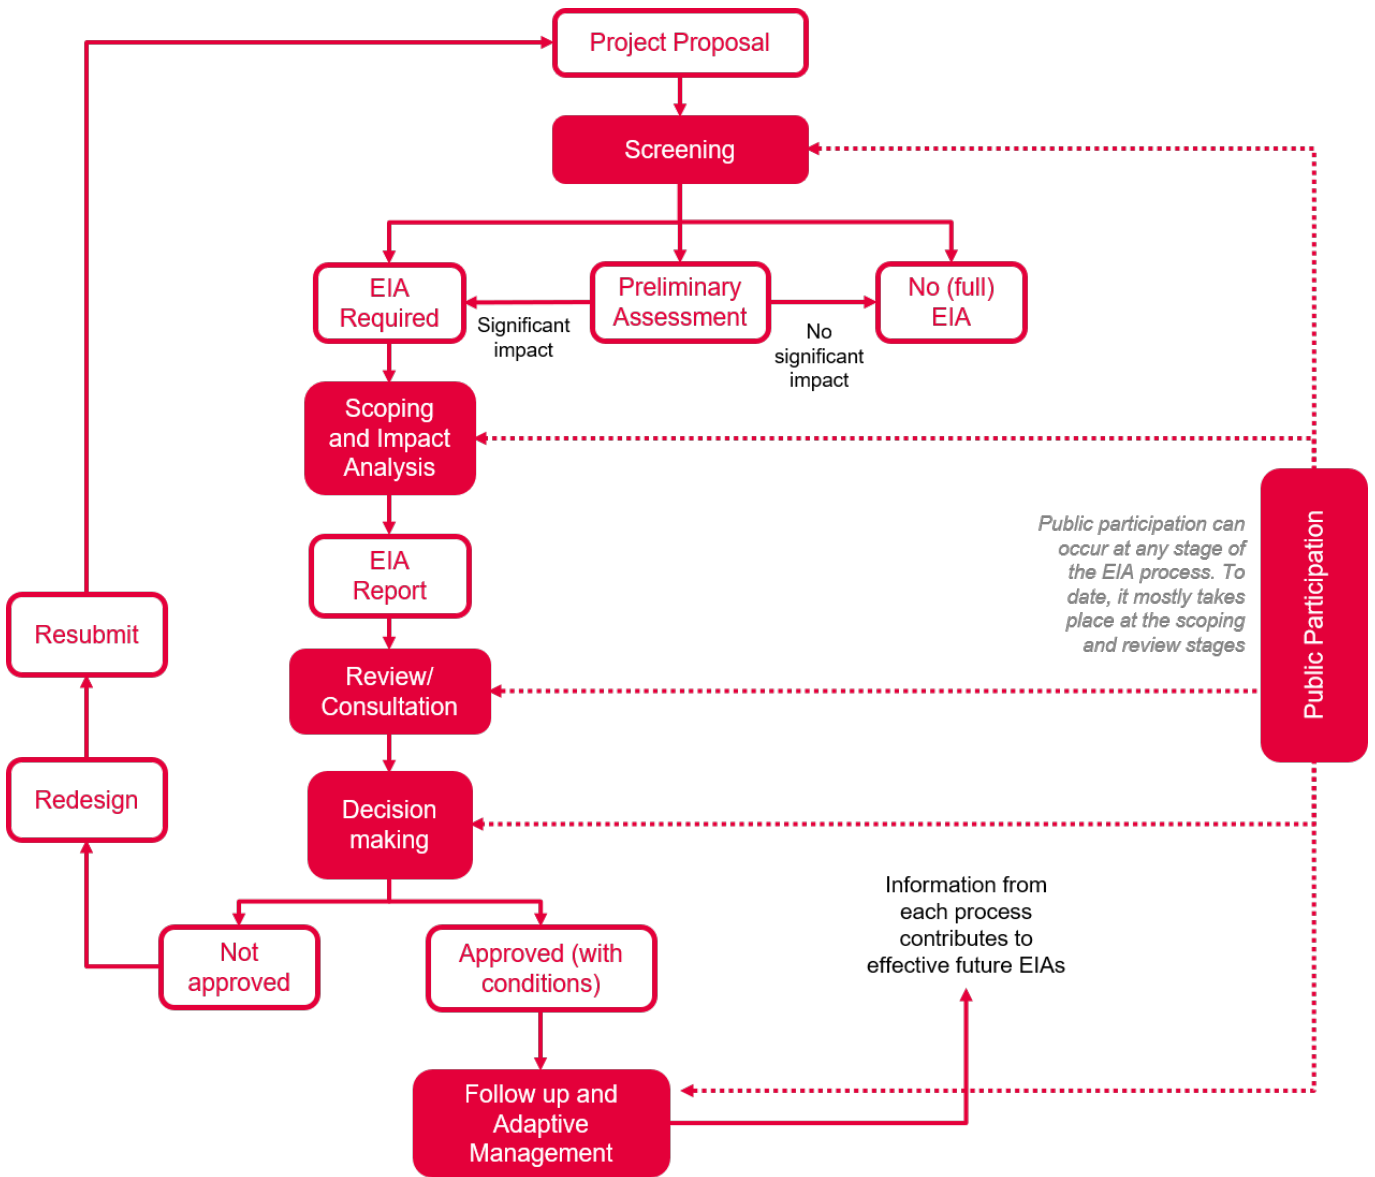 Project Proposal
Screening
EIA
Required
Preliminary
Assessment
No (full)
EIA
Significant
impact
No
significant
impact
Scoping
and Impact
Analysis
EIA
Report
Public participation can
occur at any stage of
the EIA process. To
date, it mostly takes
place at the scoping
and review stages
Public Participation
Resubmit
Review/
Consultation
Redesign
Decision
making
Information from
each process
contributes to
effective future EIAs
Not
approved
Approved (with
conditions)
Follow up and
Adaptive
Management